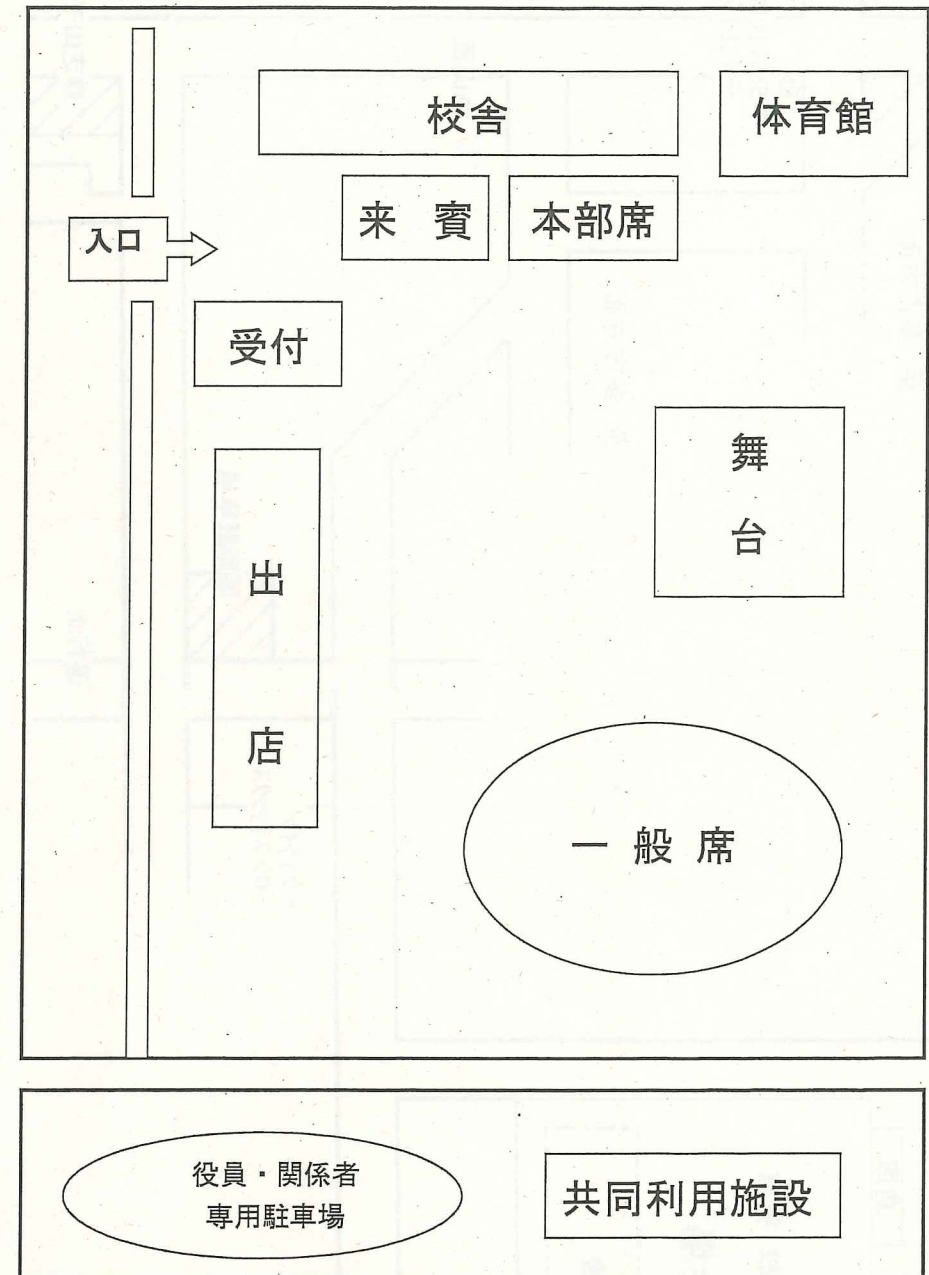 校舎
体育館
来 賓
本部席
入口
受付
舞台
出店
一般席
役員・関係者
専用駐車場
共同利用施設